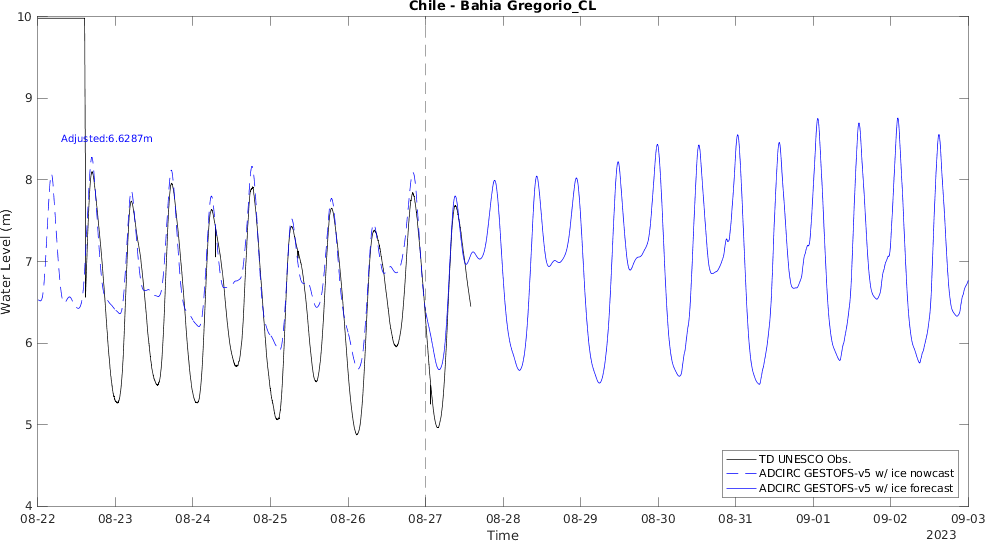 Chile - Bahia Gregorio_CL
Water Level (m)
10
9
8
7
6
5
4
Adjusted:6.6287m
TD UNESCO Obs.
ADCIRC GESTOFS-v5 w/ ice nowcast
ADCIRC GESTOFS-v5 w/ ice forecast
08-22 08-23 08-24 08-25 08-26 08-27 08-28 08-29 08-30 08-31 09-01 09-02 09-03
Time
2023